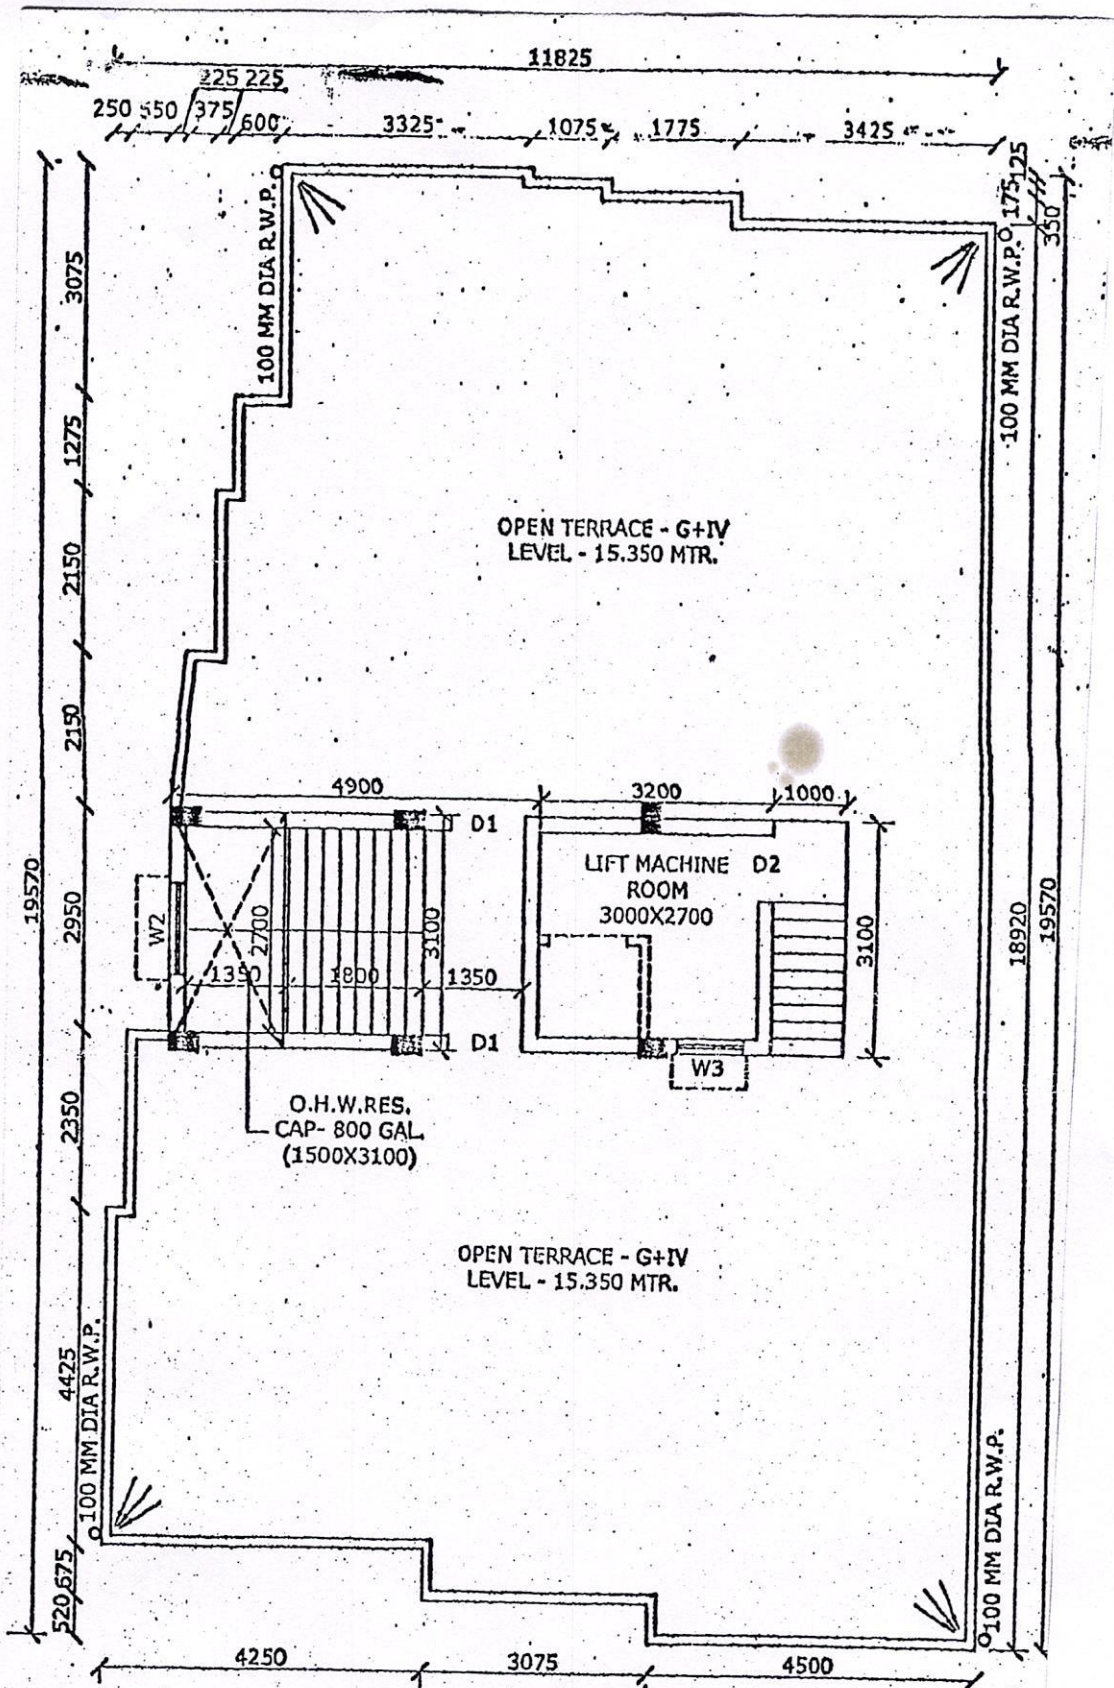 11825
225 225
250 550 375 600 3325 1075 1775 3425
125
175
350
100 MM DIA R.W.P.
100 MM DIA R.W.P.
3075
1275
2150
2150
2950
2350
4425
675
520
19570
18920
19570
OPEN TERRACE - G+IV
LEVEL - 15.350 MTR.
4900 3200 1000
D1
LIFT MACHINE D2
ROOM
3000X2700
W2
2700
3100
3100
1350 1800 1350
D1
W3
O.H.W.RES.
CAP- 800 GAL.
(1500X3100)
OPEN TERRACE - G+IV
LEVEL - 15.350 MTR.
100 MM DIA R.W.P.
100 MM DIA R.W.P.
4250 3075 4500